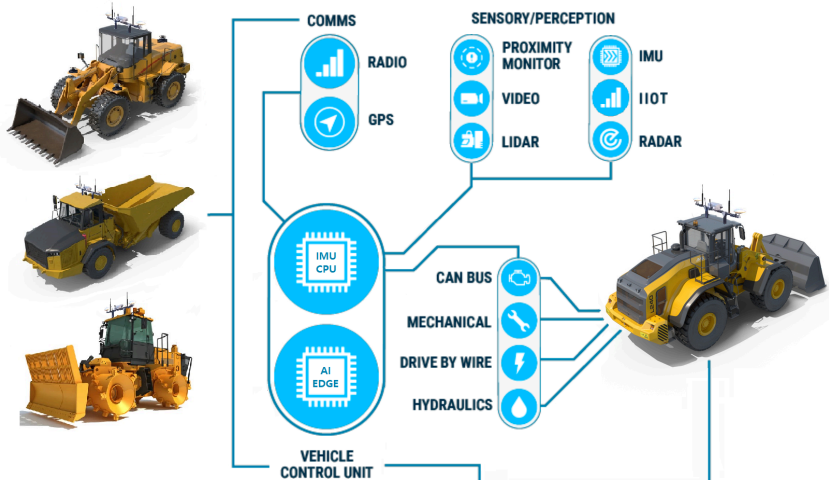 COMMS
RADIO
GPS
SENSORY/PERCEPTION
PROXIMITY
MONITOR
VIDEO
LIDAR
IMU
IIOT
RADAR
IMU
CPU
AI
EDGE
CAN BUS
MECHANICAL
DRIVE BY WIRE
HYDRAULICS
VEHICLE
CONTROL UNIT